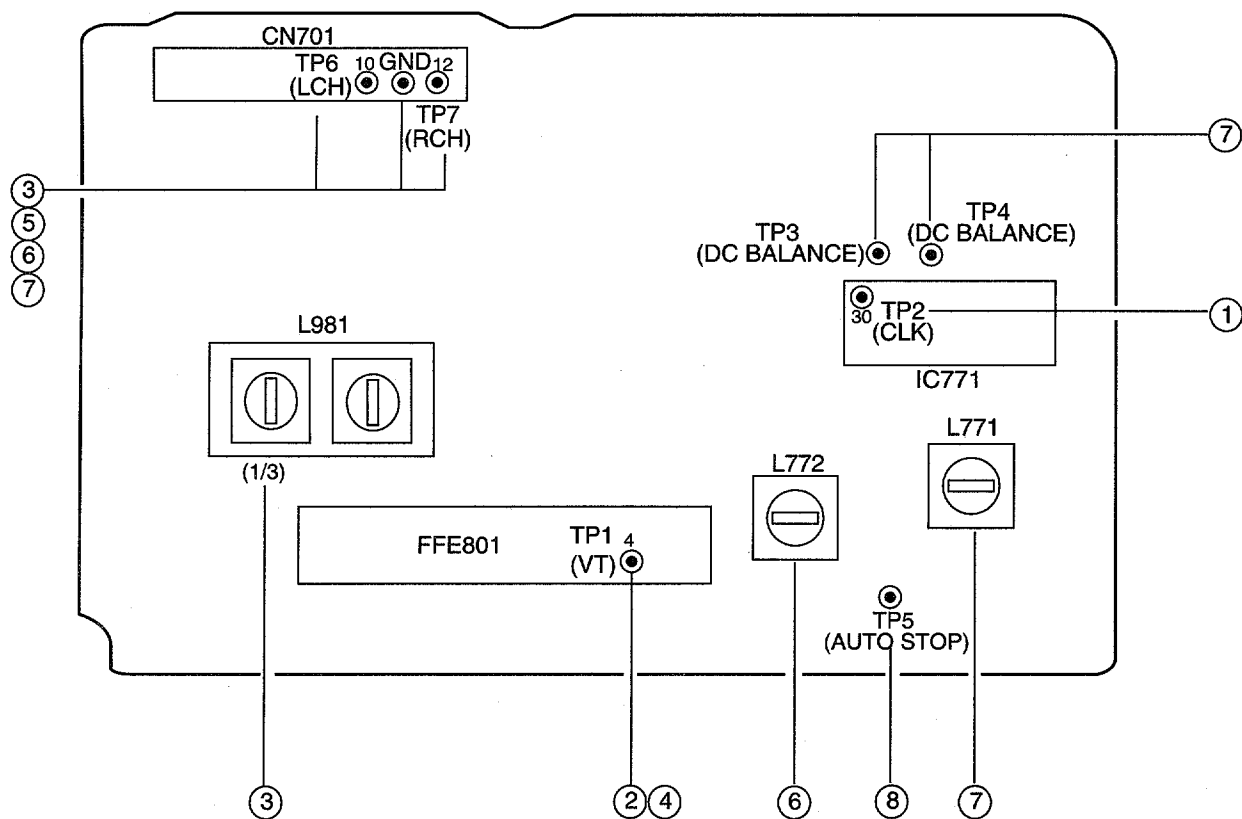 CN701
TP6 10 GND 12
(LCH)
TP7
(RCH)
7
3
5
6
7
TP4
(DC BALANCE)
TP3
(DC BALANCE)
30 TP2
(CLK)
1
IC771
L981
(1/3)
L771
L772
FFE801
TP1 4
(VT)
TP5
(AUTO STOP)
3
2 4
6
8
7